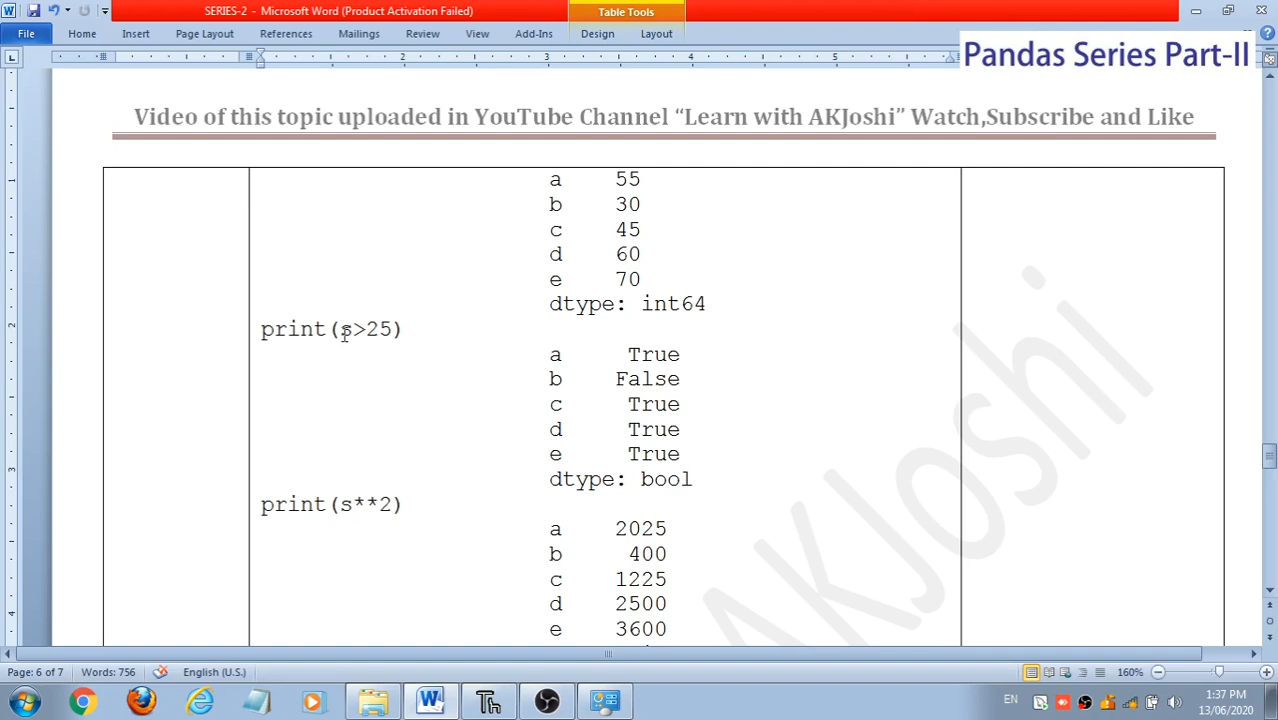 SERIES-2 - Microsoft Word (Product Activation Failed)
Table Tools
File Home Insert Page Layout References Mailings Review View Add-Ins Design Layout
2 3 4 5
Pandas Series Part-II
Video of this topic uploaded in YouTube Channel “Learn with AKJoshi” Watch,Subscribe and Like
a 55
b 30
c 45
d 60
e 70
dtype: int64
print(s>25)
a True
b False
c True
d True
e True
dtype: bool
print(s**2)
a 2025
b 400
c 1225
d 2500
e 3600
AKJoshi
Page: 6 of 7 Words: 756 English (U.S.) 160%
EN 1:37 PM
13/06/2020